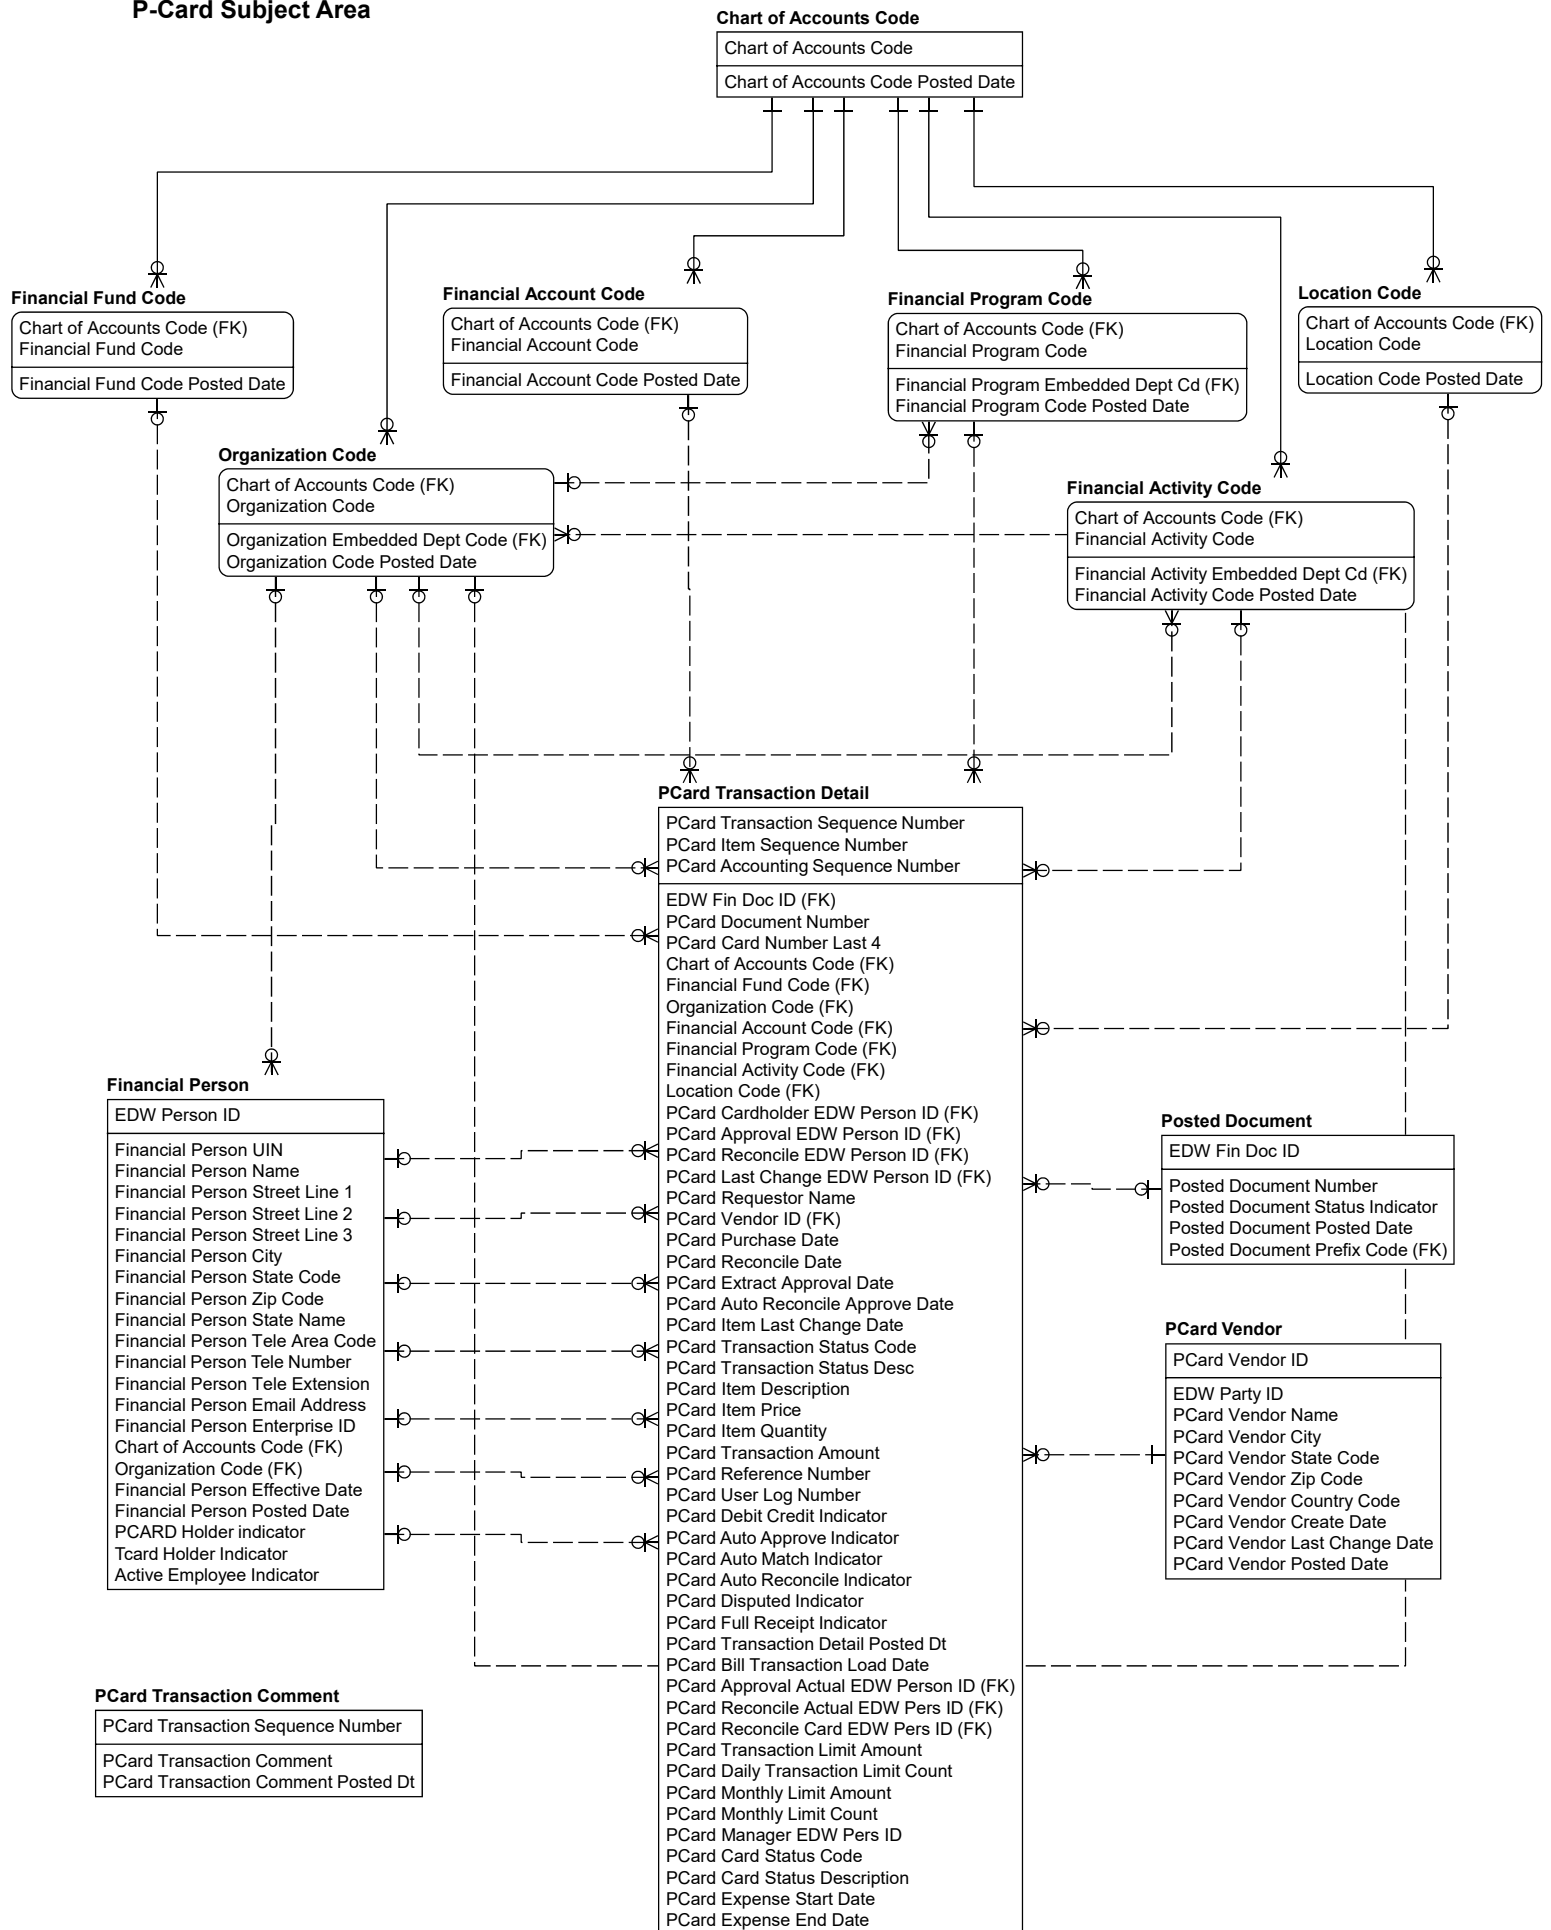 P-Card Subject Area
Chart of Accounts Code
Chart of Accounts Code
Chart of Accounts Code Posted Date
Financial Fund Code
Chart of Accounts Code (FK)
Financial Fund Code
Financial Fund Code Posted Date
Financial Account Code
Chart of Accounts Code (FK)
Financial Account Code
Financial Account Code Posted Date
Financial Program Code
Chart of Accounts Code (FK)
Financial Program Code
Financial Program Embedded Dept Cd (FK)
Financial Program Code Posted Date
Location Code
Chart of Accounts Code (FK)
Location Code
Location Code Posted Date
Organization Code
Chart of Accounts Code (FK)
Organization Code
Organization Embedded Dept Code (FK)
Organization Code Posted Date
Financial Activity Code
Chart of Accounts Code (FK)
Financial Activity Code
Financial Activity Embedded Dept Cd (FK)
Financial Activity Code Posted Date
PCard Transaction Detail
PCard Transaction Sequence Number
PCard Item Sequence Number
PCard Accounting Sequence Number
EDW Fin Doc ID (FK)
PCard Document Number
PCard Card Number Last 4
Chart of Accounts Code (FK)
Financial Fund Code (FK)
Organization Code (FK)
Financial Account Code (FK)
Financial Program Code (FK)
Financial Activity Code (FK)
Location Code (FK)
PCard Cardholder EDW Person ID (FK)
PCard Approval EDW Person ID (FK)
PCard Reconcile EDW Person ID (FK)
PCard Last Change EDW Person ID (FK)
PCard Requestor Name
PCard Vendor ID (FK)
PCard Purchase Date
PCard Reconcile Date
PCard Extract Approval Date
PCard Auto Reconcile Approve Date
PCard Item Last Change Date
PCard Transaction Status Code
PCard Transaction Status Desc
PCard Item Description
PCard Item Price
PCard Item Quantity
PCard Transaction Amount
PCard Reference Number
PCard User Log Number
PCard Debit Credit Indicator
PCard Auto Approve Indicator
PCard Auto Match Indicator
PCard Auto Reconcile Indicator
PCard Disputed Indicator
PCard Full Receipt Indicator
PCard Transaction Detail Posted Dt
PCard Bill Transaction Load Date
PCard Approval Actual EDW Person ID (FK)
PCard Reconcile Actual EDW Pers ID (FK)
PCard Reconcile Card EDW Pers ID (FK)
PCard Transaction Limit Amount
PCard Daily Transaction Limit Count
PCard Monthly Limit Amount
PCard Monthly Limit Count
PCard Manager EDW Pers ID
PCard Card Status Code
PCard Card Status Description
PCard Expense Start Date
PCard Expense End Date
Financial Person
EDW Person ID
Financial Person UIN
Financial Person Name
Financial Person Street Line 1
Financial Person Street Line 2
Financial Person Street Line 3
Financial Person City
Financial Person State Code
Financial Person Zip Code
Financial Person State Name
Financial Person Tele Area Code
Financial Person Tele Number
Financial Person Tele Extension
Financial Person Email Address
Financial Person Enterprise ID
Chart of Accounts Code (FK)
Organization Code (FK)
Financial Person Effective Date
Financial Person Posted Date
PCARD Holder indicator
Tcard Holder Indicator
Active Employee Indicator
Posted Document
EDW Fin Doc ID
Posted Document Number
Posted Document Status Indicator
Posted Document Posted Date
Posted Document Prefix Code (FK)
PCard Vendor
PCard Vendor ID
EDW Party ID
PCard Vendor Name
PCard Vendor City
PCard Vendor State Code
PCard Vendor Zip Code
PCard Vendor Country Code
PCard Vendor Create Date
PCard Vendor Last Change Date
PCard Vendor Posted Date
PCard Transaction Comment
PCard Transaction Sequence Number
PCard Transaction Comment
PCard Transaction Comment Posted Dt